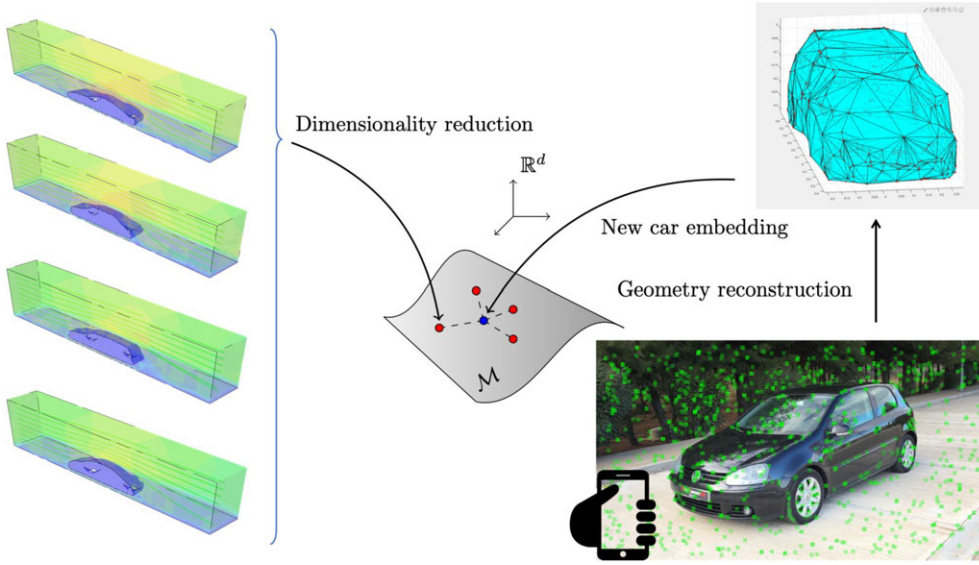 Dimensionality reduction
ℝ^d
New car embedding
Geometry reconstruction
ℳ